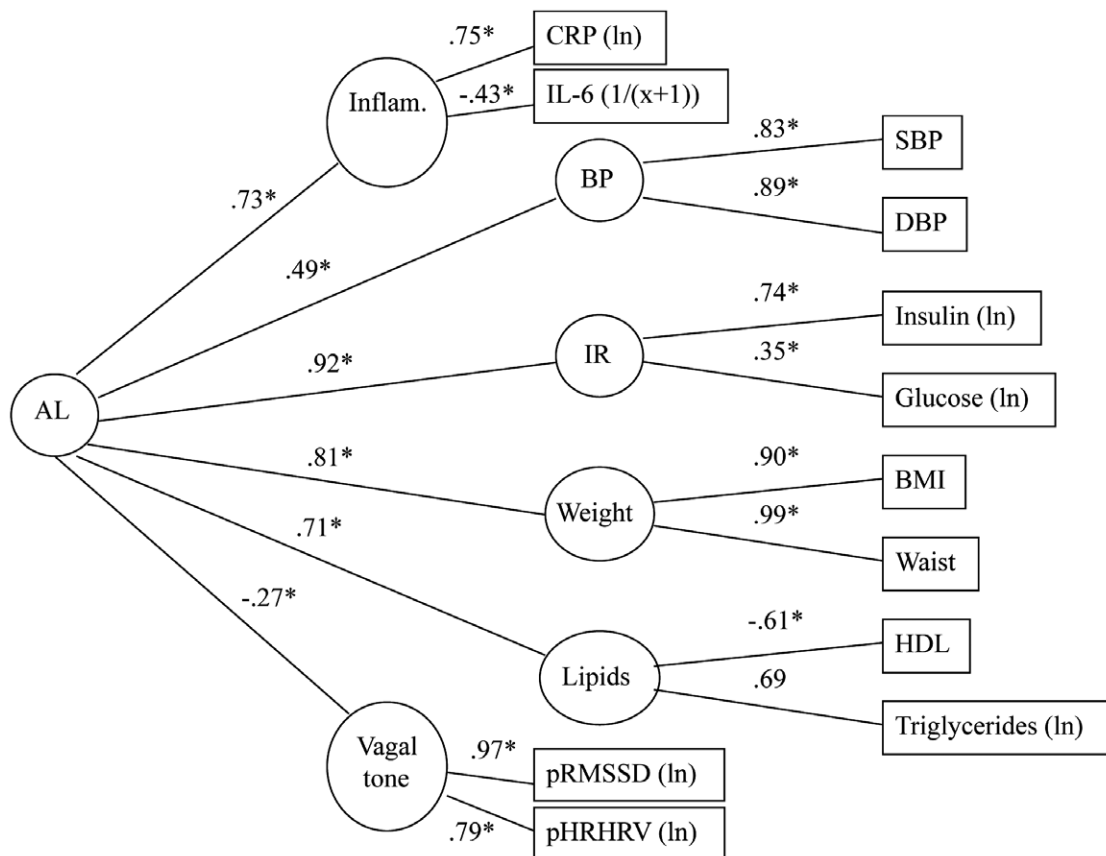 .75*
CRP (ln)
Inflam.
-.43*
IL-6 (1/(x+1))
.83*
SBP
BP
.89*
DBP
.73*
.49*
.74*
Insulin (ln)
IR
.35*
Glucose (ln)
.92*
AL
.81*
.90*
BMI
Weight
.99*
Waist
.71*
-.27*
-.61*
HDL
Lipids
.69
Triglycerides (ln)
Vagal
tone
.97*
pRMSSD (ln)
.79*
pHRHRV (ln)